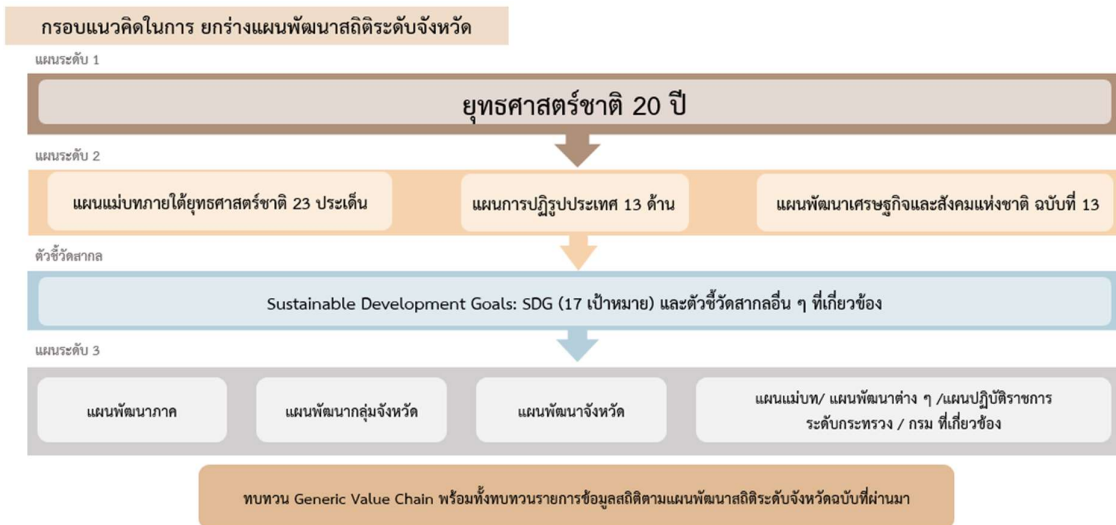 กรอบแนวคิดในการ ยกร่างแผนพัฒนาสถิติระดับจังหวัด
แผนระดับ 1
ยุทธศาสตร์ชาติ 20 ปี
แผนระดับ 2
แผนแม่บทภายใต้ยุทธศาสตร์ชาติ 23 ประเด็น
แผนการปฏิรูปประเทศ 13 ด้าน
แผนพัฒนาเศรษฐกิจและสังคมแห่งชาติ ฉบับที่ 13
ตัวชี้วัดสากล
Sustainable Development Goals: SDG (17 เป้าหมาย) และตัวชี้วัดสากลอื่น ๆ ที่เกี่ยวข้อง
แผนระดับ 3
แผนพัฒนาภาค
แผนพัฒนากลุ่มจังหวัด
แผนพัฒนาจังหวัด
แผนแม่บท/ แผนพัฒนาต่าง ๆ /แผนปฏิบัติราชการ
ระดับกระทรวง / กรม ที่เกี่ยวข้อง
ทบทวน Generic Value Chain พร้อมทั้งทบทวนรายการข้อมูลสถิติตามแผนพัฒนาสถิติระดับจังหวัดฉบับที่ผ่านมา